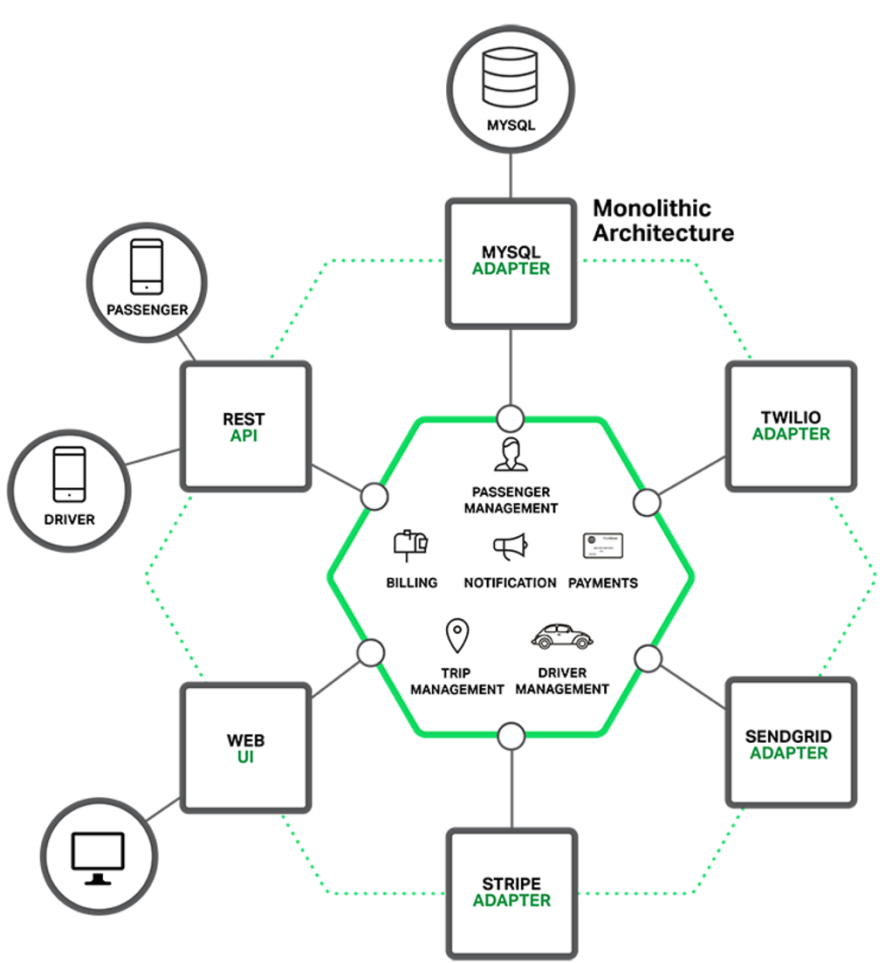 MYSQL
Monolithic
Architecture
MYSQL
ADAPTER
PASSENGER
REST
API
TWILIO
ADAPTER
DRIVER
PASSENGER
MANAGEMENT
BILLING
NOTIFICATION
PAYMENTS
TRIP
MANAGEMENT
DRIVER
MANAGEMENT
WEB
UI
SENDGRID
ADAPTER
STRIPE
ADAPTER